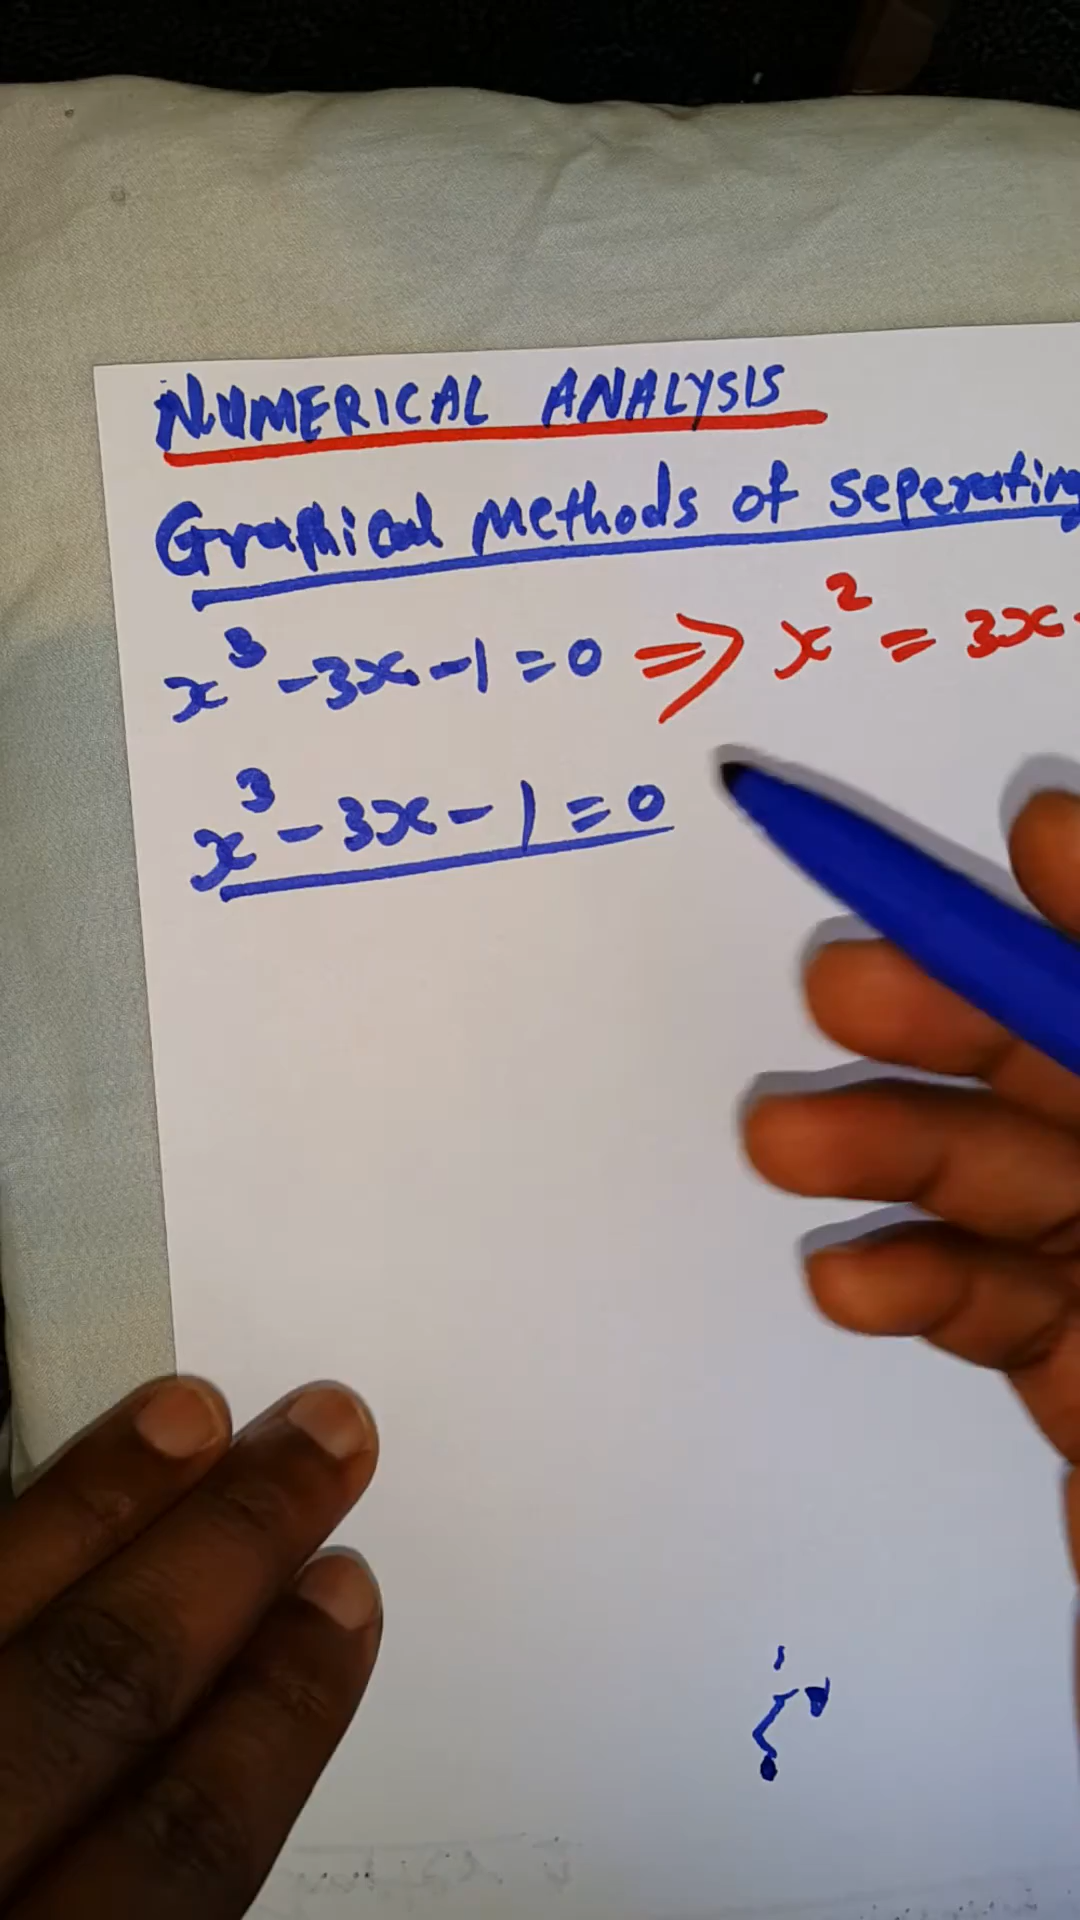 NUMERICAL ANALYSIS
Graphical methods of seperating
x³ -3x-1=0 ⇒ x² = 3x
x³- 3x - 1 = 0